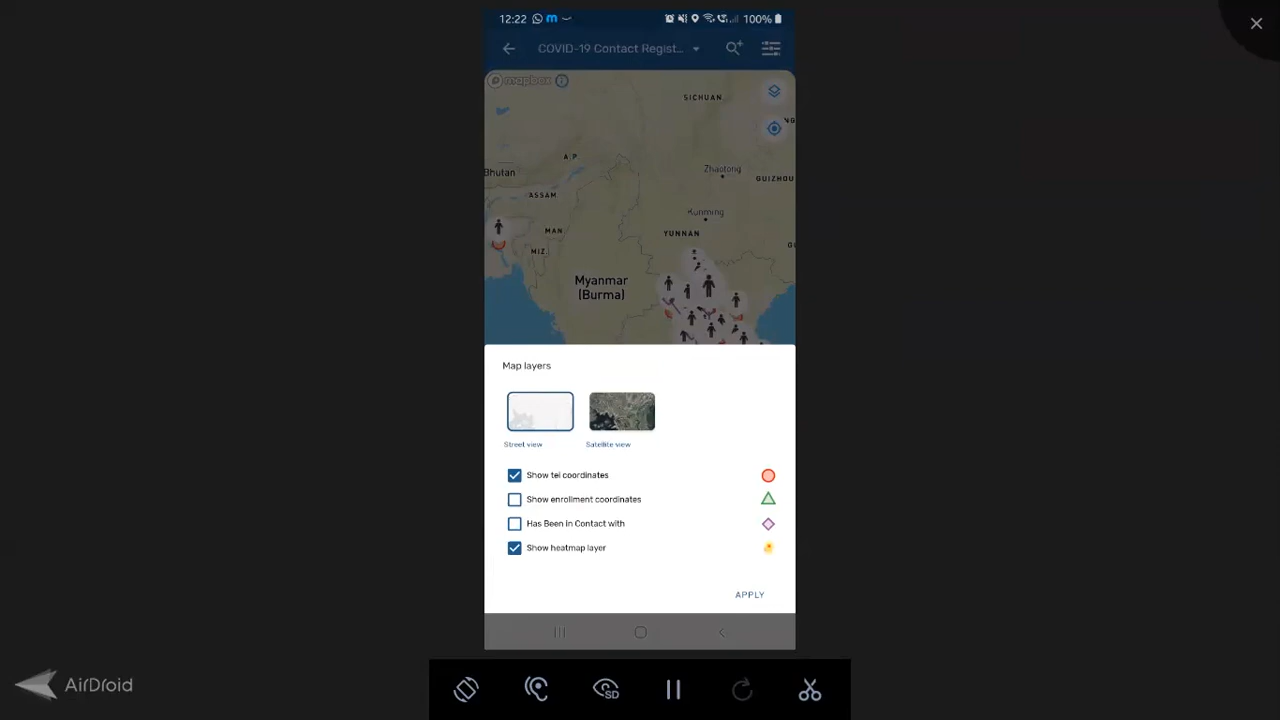 12:22
100%
COVID-19 Contact Regist...
mapbox
SICHUAN
NG
A.P.
Zhaotong
Bhutan
GUIZHOU
ASSAM
Kunming
MAN
YUNNAN
MIZ.
Myanmar
(Burma)
Map layers
Street view
Satellite view
Show tei coordinates
Show enrollment coordinates
Has Been in Contact with
Show heatmap layer
APPLY
SD
AirDroid